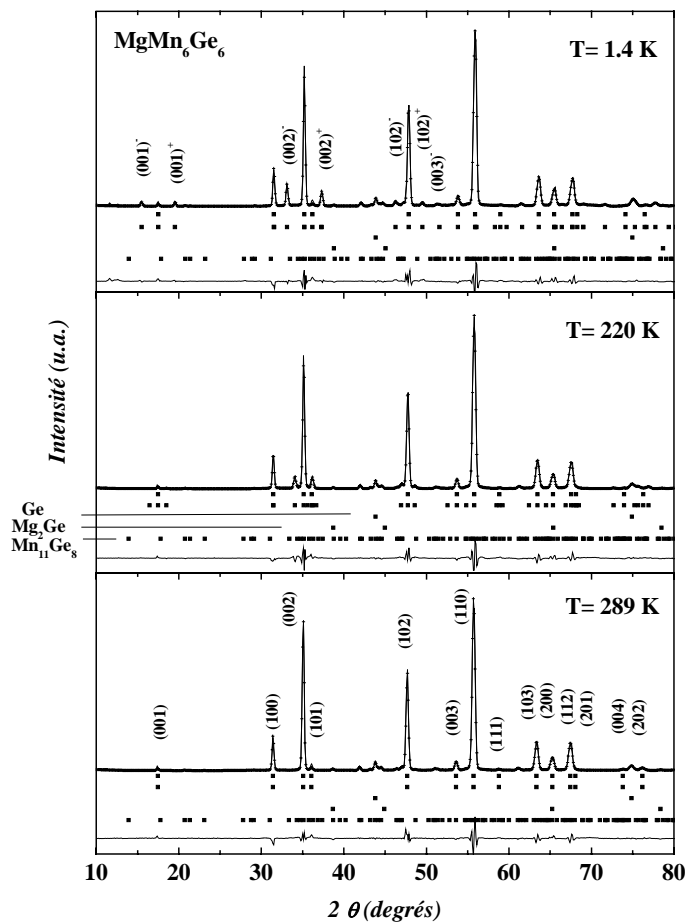 MgMn6Ge6
T= 1.4 K
(001)-
(001)+
(002)-
(002)+
(102)-
(102)+
(003)-
T= 220 K
Intensité (u.a.)
Ge
Mg2Ge
Mn11Ge8
T= 289 K
(001)
(100)
(002)
(101)
(102)
(003)
(110)
(111)
(103)
(200)
(112)
(201)
(004)
(202)
10 20 30 40 50 60 70 80
2 θ (degrés)